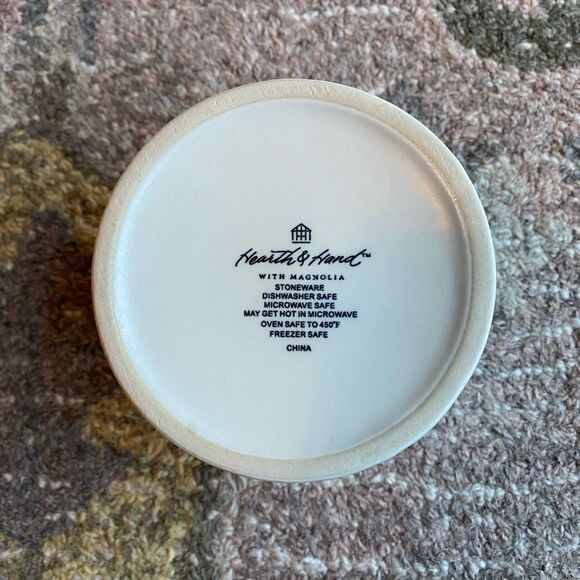 Hearth & Hand™
WITH MAGNOLIA
STONEWARE
DISHWASHER SAFE
MICROWAVE SAFE
MAY GET HOT IN MICROWAVE
OVEN SAFE TO 450°F
FREEZER SAFE
CHINA